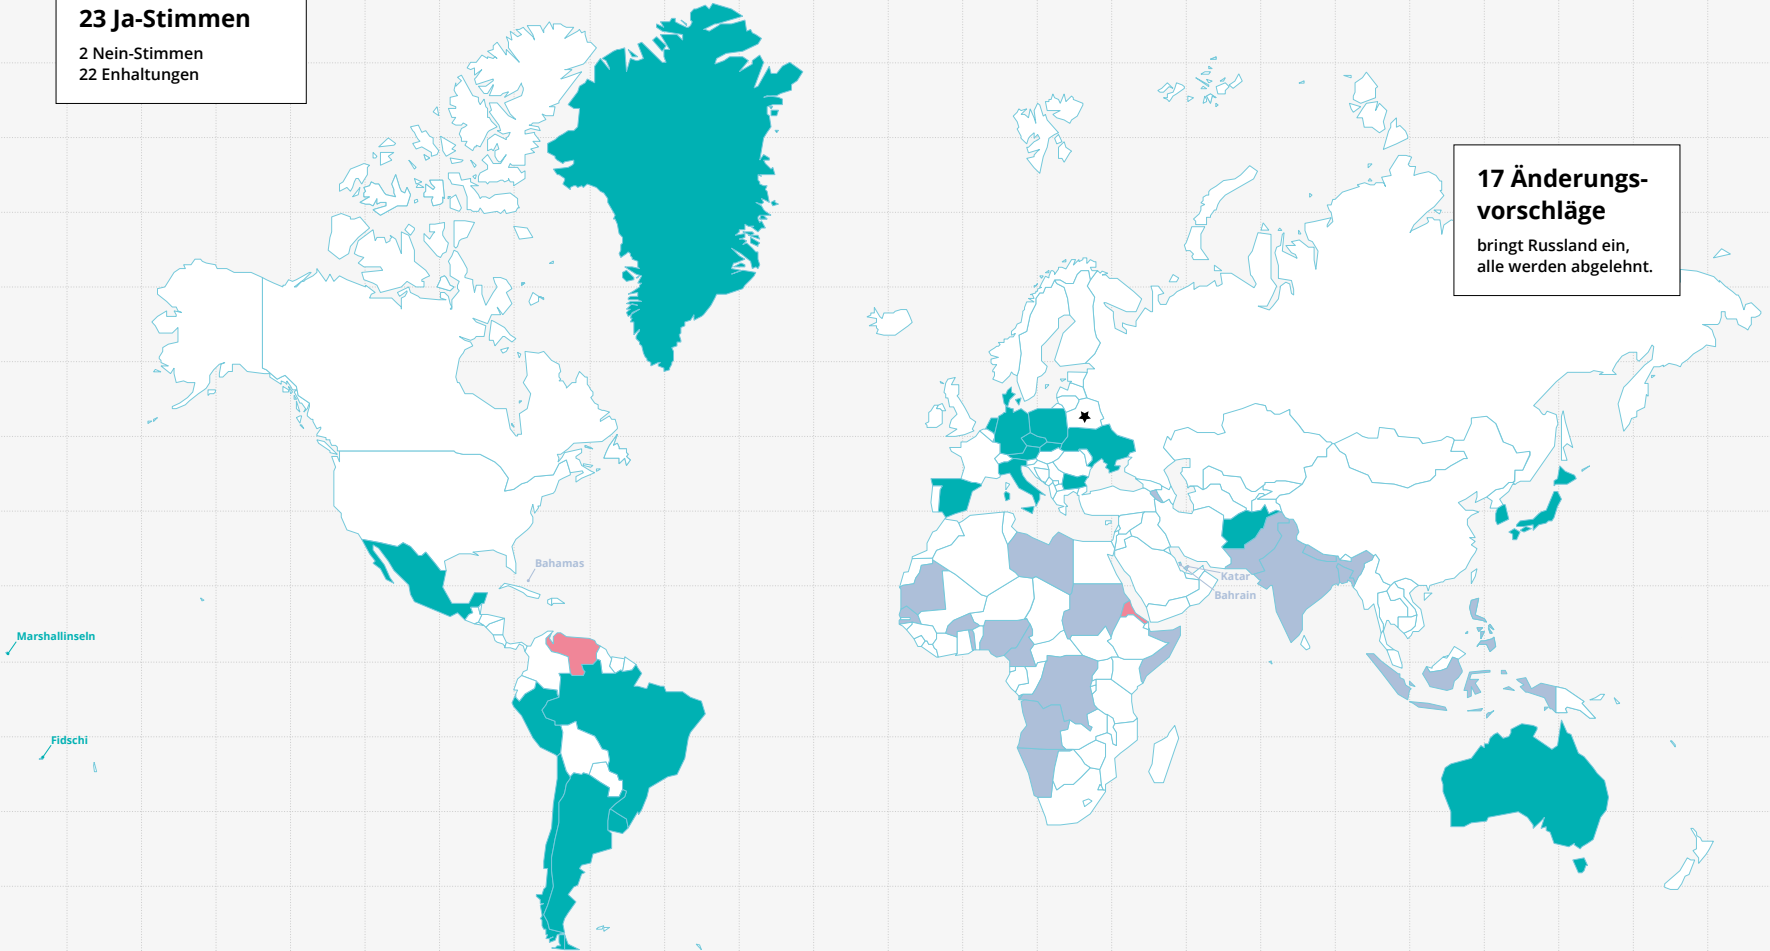 23 Ja-Stimmen
2 Nein-Stimmen
22 Enhaltungen
17 Änderungs-
vorschläge
bringt Russland ein,
alle werden abgelehnt.
Bahamas
Katar
Bahrain
Marshallinseln
Fidschi